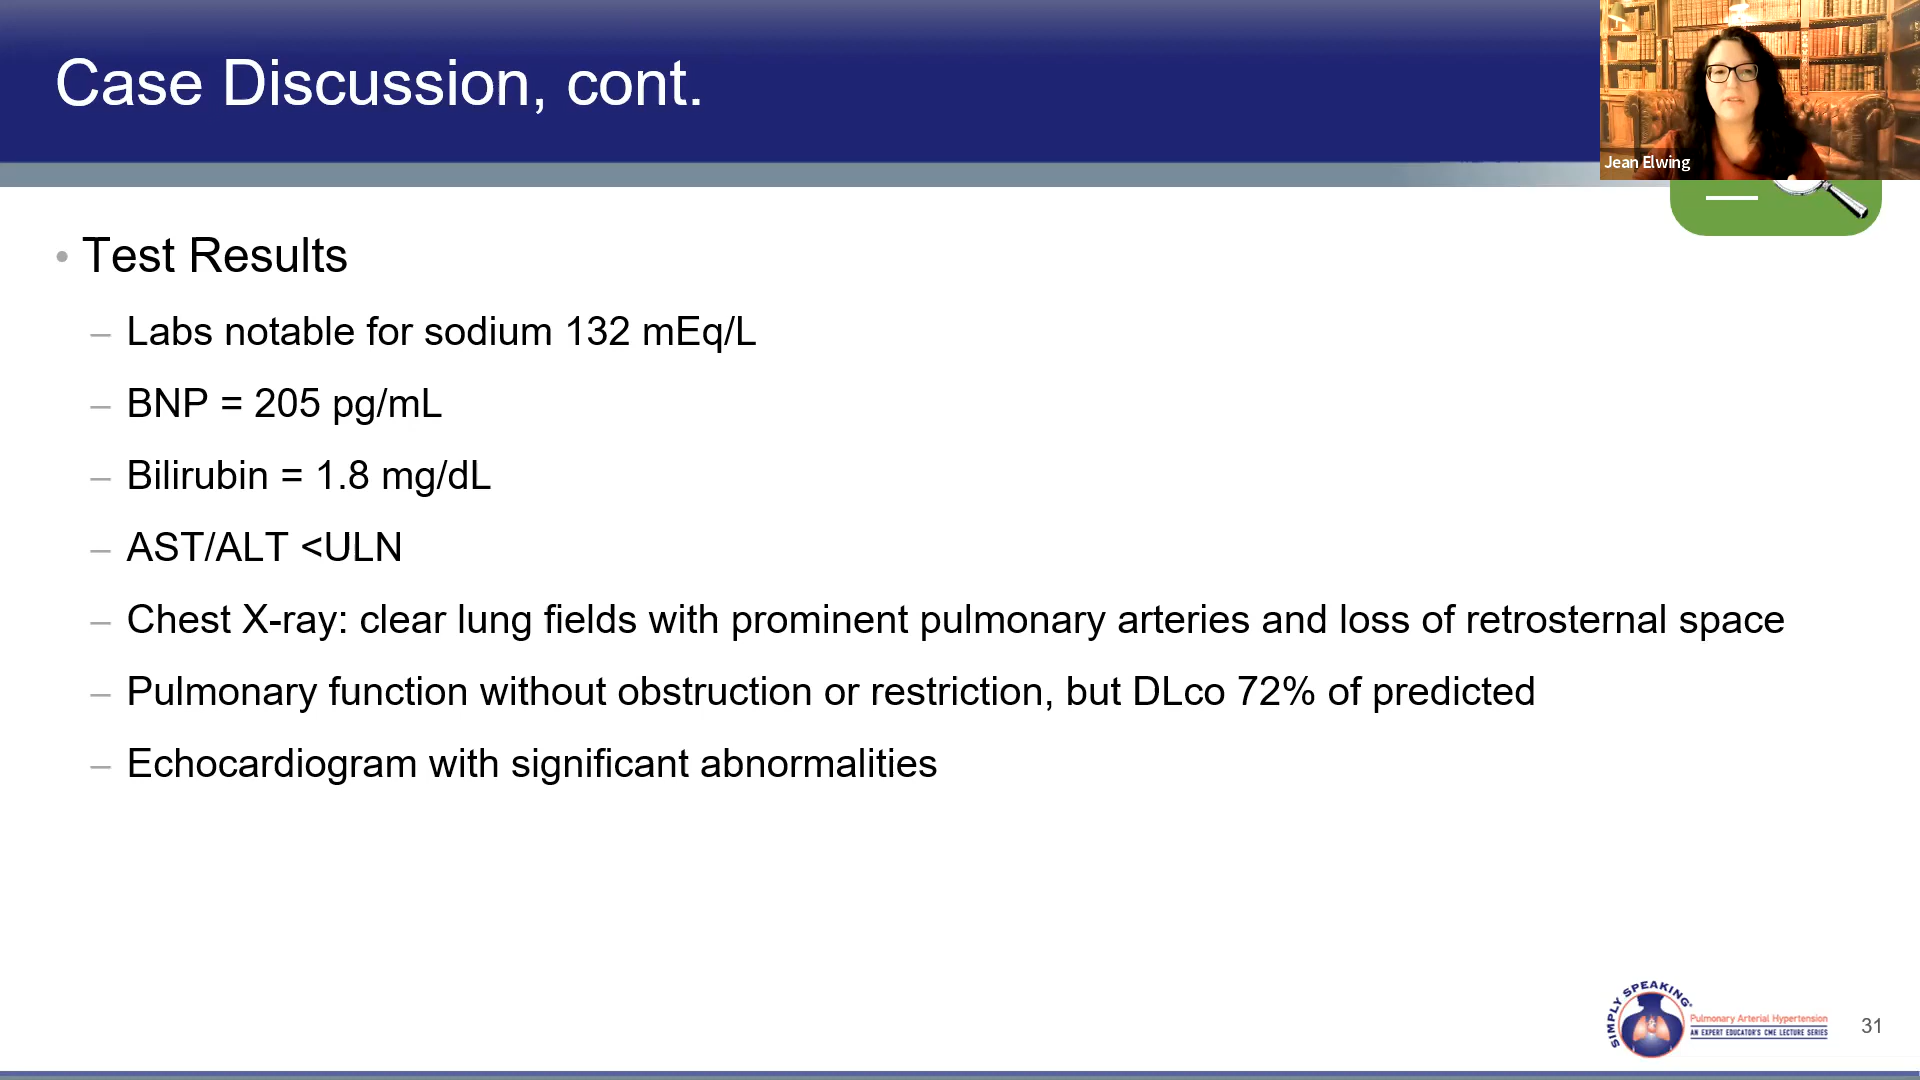 Case Discussion, cont.
Jean Elwing
• Test Results
– Labs notable for sodium 132 mEq/L
– BNP = 205 pg/mL
– Bilirubin = 1.8 mg/dL
– AST/ALT <ULN
– Chest X-ray: clear lung fields with prominent pulmonary arteries and loss of retrosternal space
– Pulmonary function without obstruction or restriction, but DLco 72% of predicted
– Echocardiogram with significant abnormalities
SIMPLY SPEAKING®
Pulmonary Arterial Hypertension
AN EXPERT EDUCATOR'S CME LECTURE SERIES
31